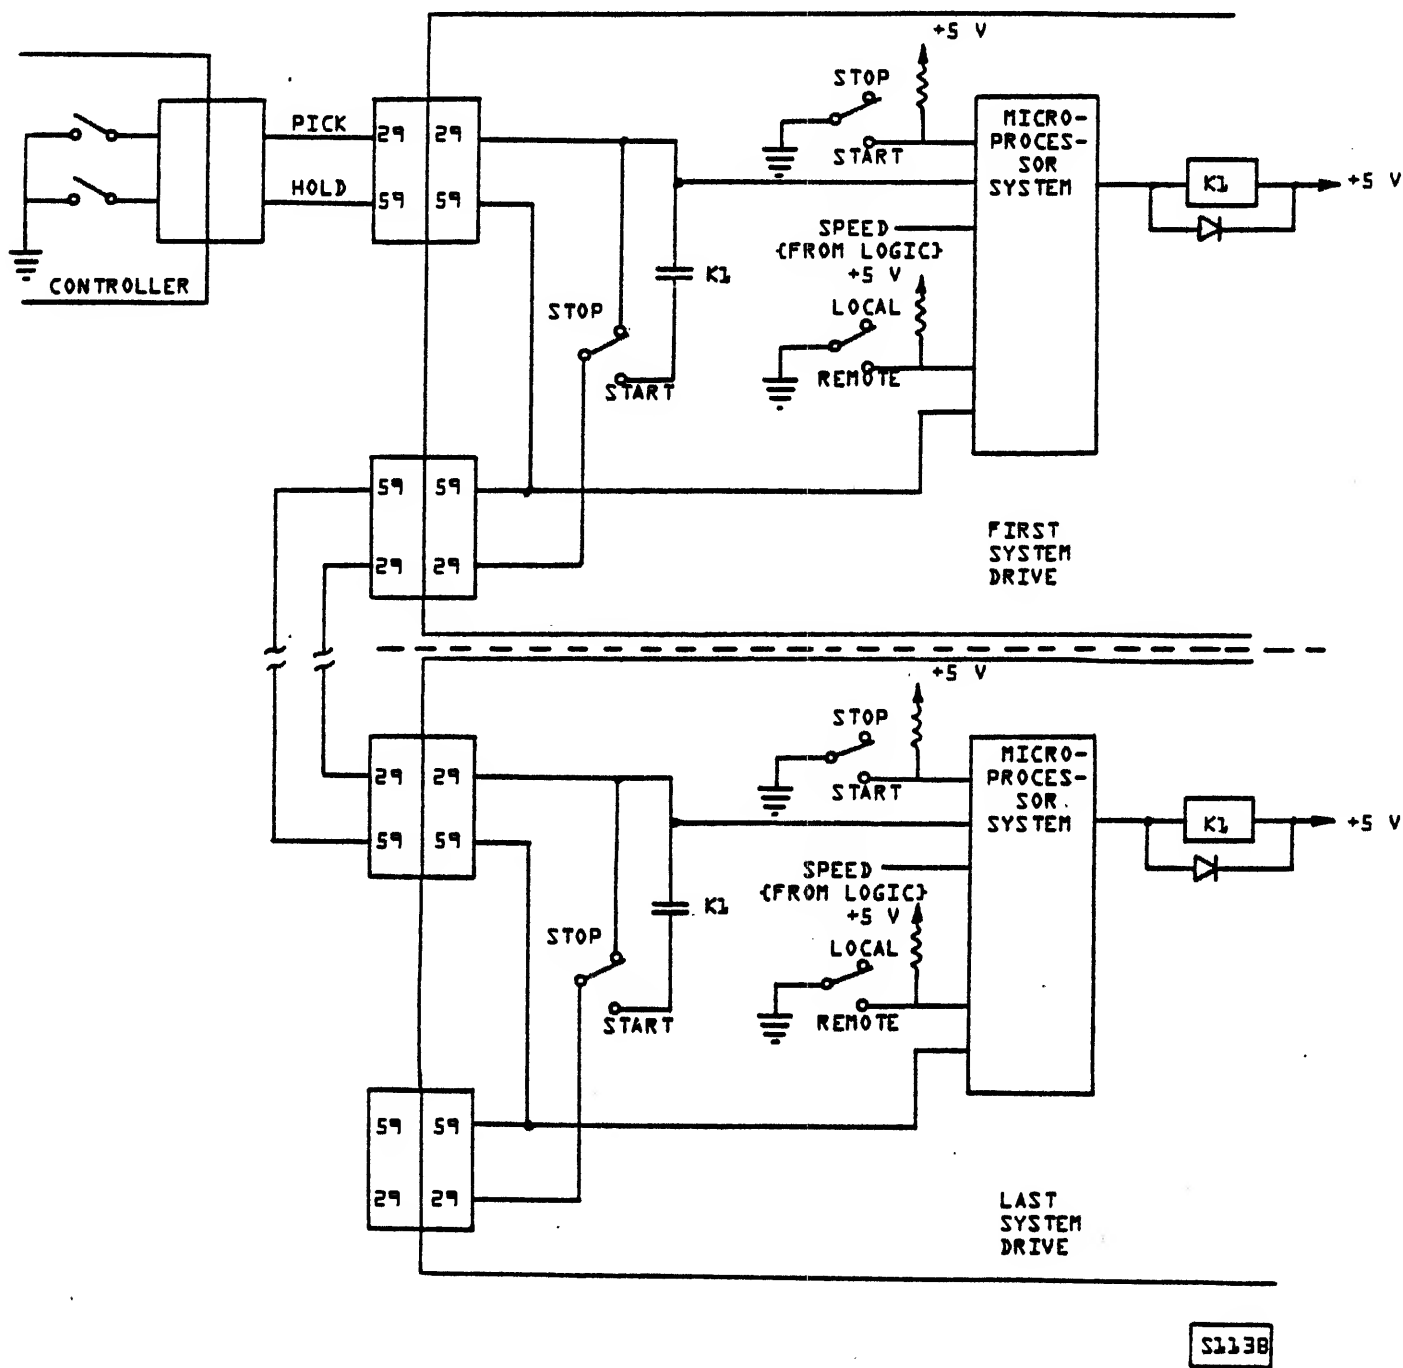 +5 V
STOP
START
MICRO-
PROCES-
SOR
SYSTEM
PICK
HOLD
29 29
59 59
CONTROLLER
K1
+5 V
SPEED
{FROM LOGIC}
+5 V
LOCAL
REMOTE
K1
STOP
START
59 59
29 29
FIRST
SYSTEM
DRIVE
+5 V
STOP
START
MICRO-
PROCES-
SOR
SYSTEM
29 29
59 59
K1
+5 V
SPEED
{FROM LOGIC}
+5 V
LOCAL
REMOTE
K1
STOP
START
59 59
29 29
LAST
SYSTEM
DRIVE
S113B